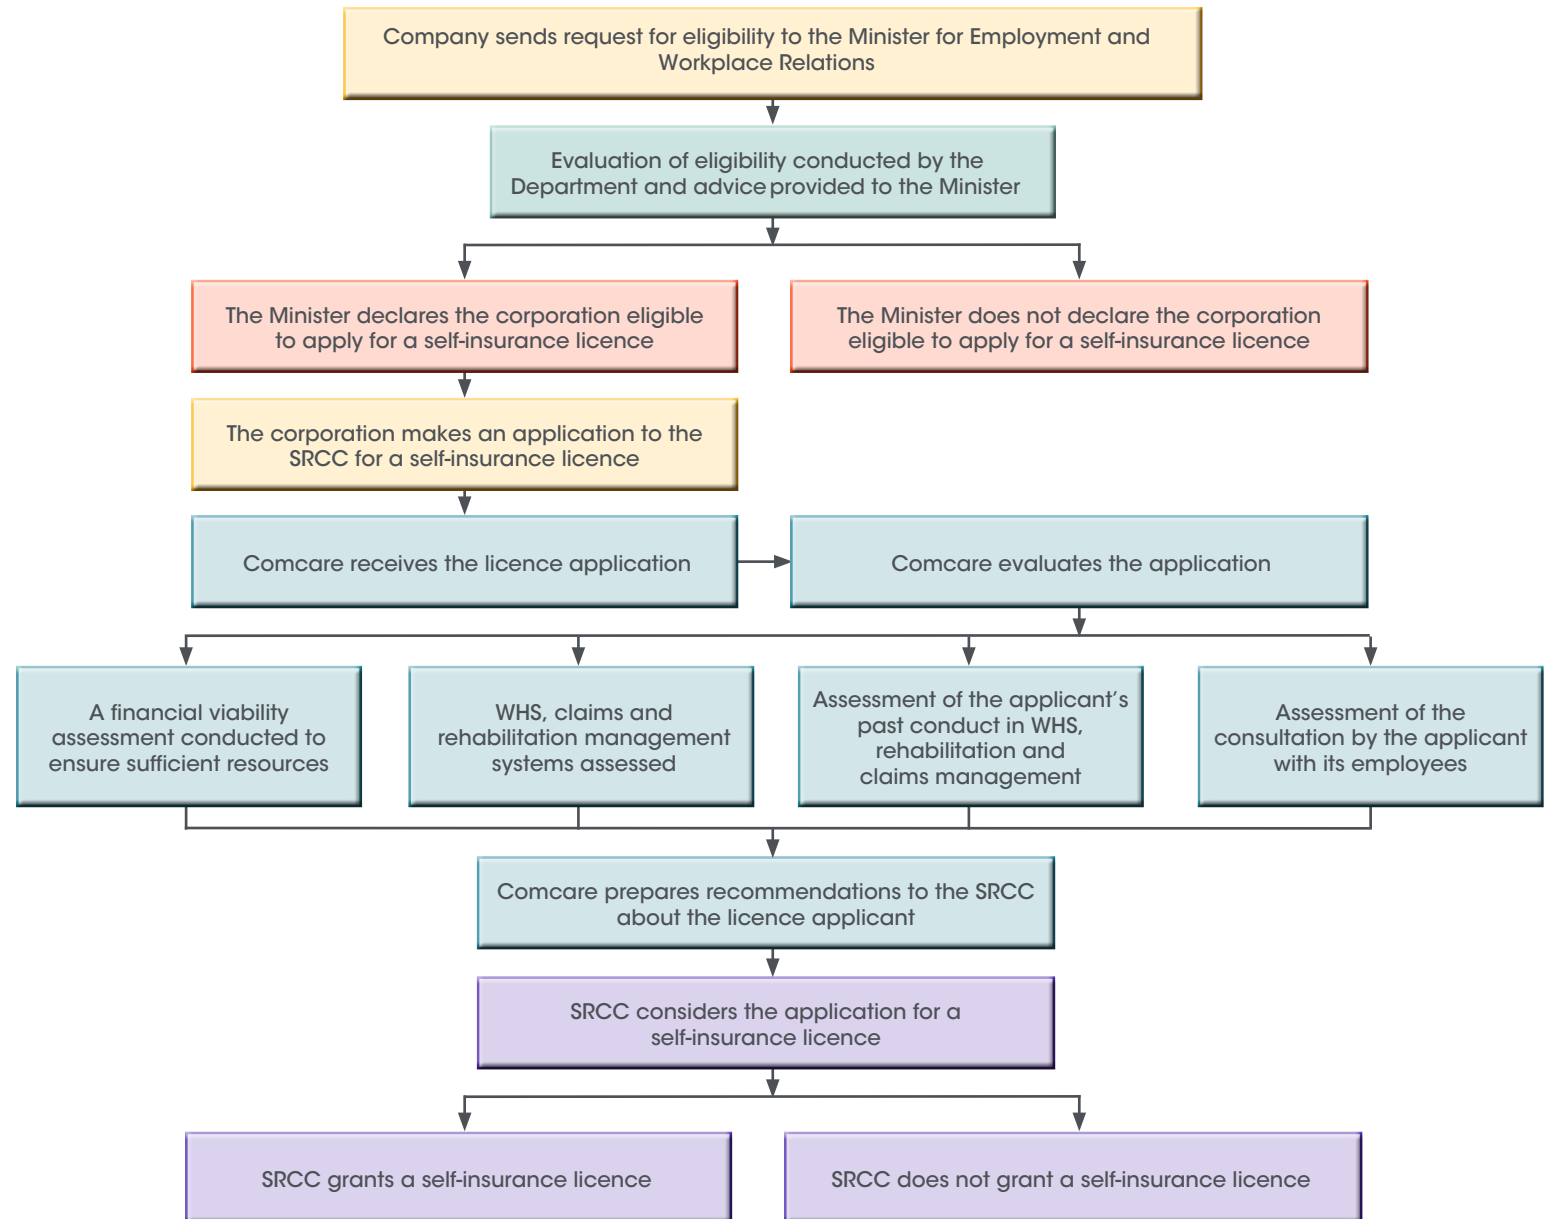 Company sends request for eligibility to the Minister for Employment and
Workplace Relations
Evaluation of eligibility conducted by the
Department and advice provided to the Minister
The Minister declares the corporation eligible
to apply for a self-insurance licence
The Minister does not declare the corporation
eligible to apply for a self-insurance licence
The corporation makes an application to the
SRCC for a self-insurance licence
Comcare receives the licence application
Comcare evaluates the application
A financial viability
assessment conducted to
ensure sufficient resources
WHS, claims and
rehabilitation management
systems assessed
Assessment of the applicant's
past conduct in WHS,
rehabilitation and
claims management
Assessment of the
consultation by the applicant
with its employees
Comcare prepares recommendations to the SRCC
about the licence applicant
SRCC considers the application for a
self-insurance licence
SRCC grants a self-insurance licence
SRCC does not grant a self-insurance licence